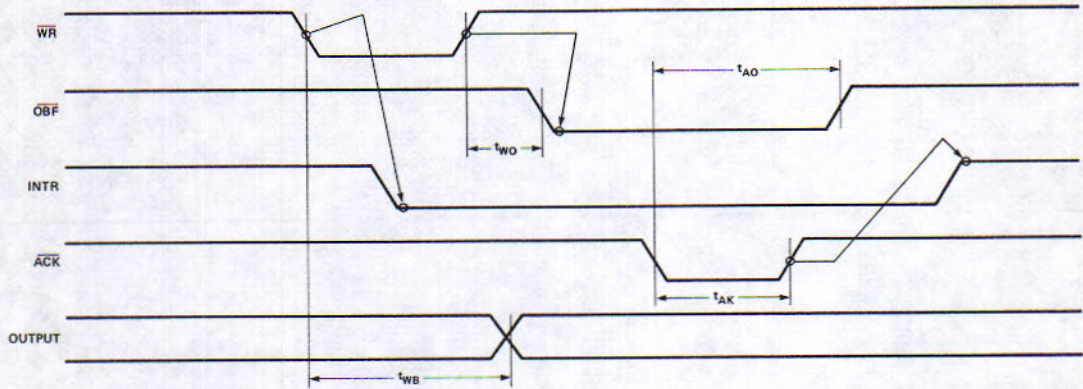 WR
tAO
OBF
tWO
INTR
ACK
tAK
OUTPUT
tWB